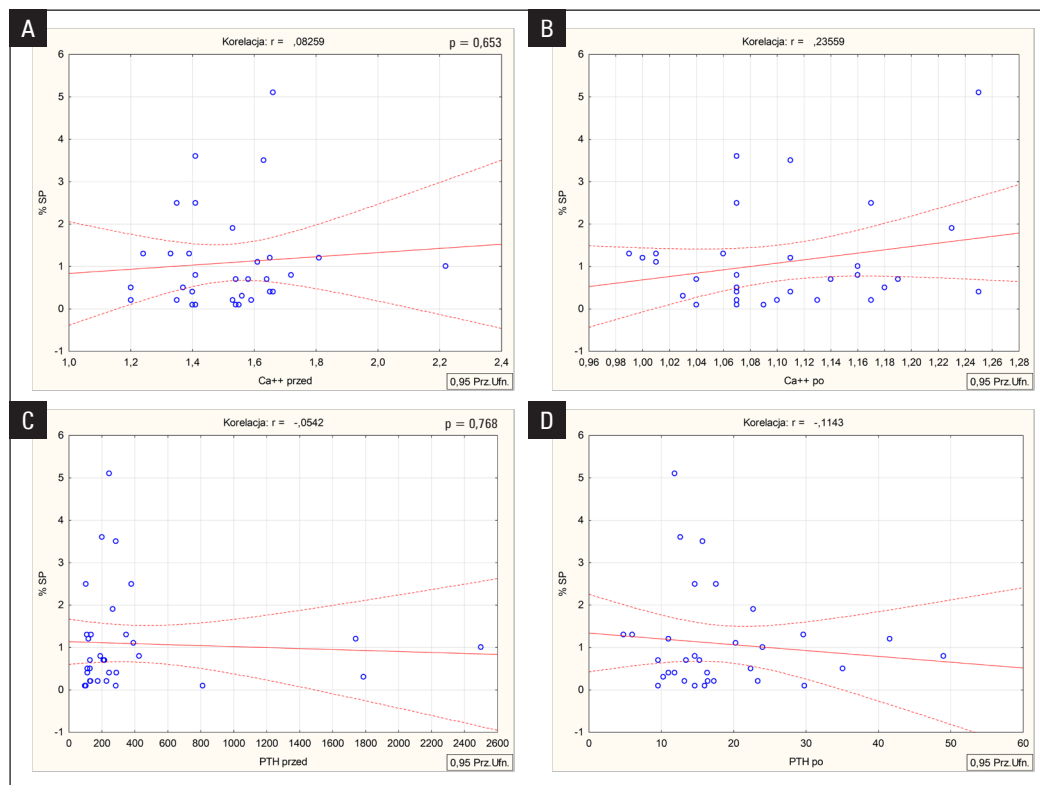 A
Korelacja: r = ,08259 p = 0,653
6
5
4
3
2
1
0
-1
% SP
1,0 1,2 1,4 1,6 1,8 2,0 2,2 2,4
Ca++ przed
0,95 Prz.Ufn.
B
Korelacja: r = ,23559
6
5
4
3
2
1
0
-1
% SP
0,96 0,98 1,00 1,02 1,04 1,06 1,08 1,10 1,12 1,14 1,16 1,18 1,20 1,22 1,24 1,26 1,28
Ca++ po
0,95 Prz.Ufn.
C
Korelacja: r = -,0542 p = 0,768
6
5
4
3
2
1
0
-1
% SP
0 200 400 600 800 1000 1200 1400 1600 1800 2000 2200 2400 2600
PTH przed
0,95 Prz.Ufn.
D
Korelacja: r = -,1143
6
5
4
3
2
1
0
-1
% SP
0 10 20 30 40 50 60
PTH po
0,95 Prz.Ufn.